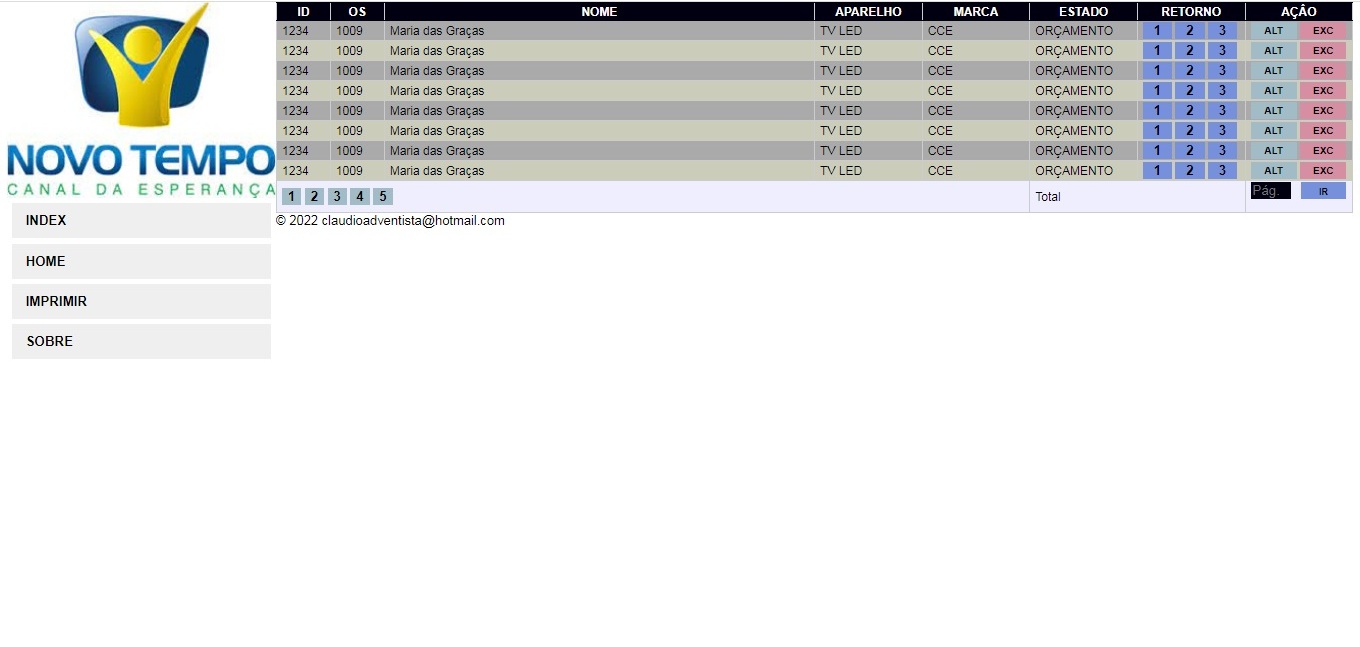 NOVO TEMPO
CANAL DA ESPERANÇA
INDEX
HOME
IMPRIMIR
SOBRE
ID OS NOME APARELHO MARCA ESTADO RETORNO AÇÂO
1234 1009 Maria das Graças TV LED CCE ORÇAMENTO 1 2 3 ALT EXC
1234 1009 Maria das Graças TV LED CCE ORÇAMENTO 1 2 3 ALT EXC
1234 1009 Maria das Graças TV LED CCE ORÇAMENTO 1 2 3 ALT EXC
1234 1009 Maria das Graças TV LED CCE ORÇAMENTO 1 2 3 ALT EXC
1234 1009 Maria das Graças TV LED CCE ORÇAMENTO 1 2 3 ALT EXC
1234 1009 Maria das Graças TV LED CCE ORÇAMENTO 1 2 3 ALT EXC
1234 1009 Maria das Graças TV LED CCE ORÇAMENTO 1 2 3 ALT EXC
1234 1009 Maria das Graças TV LED CCE ORÇAMENTO 1 2 3 ALT EXC
1 2 3 4 5 Total Pág. IR
© 2022 claudioadventista@hotmail.com